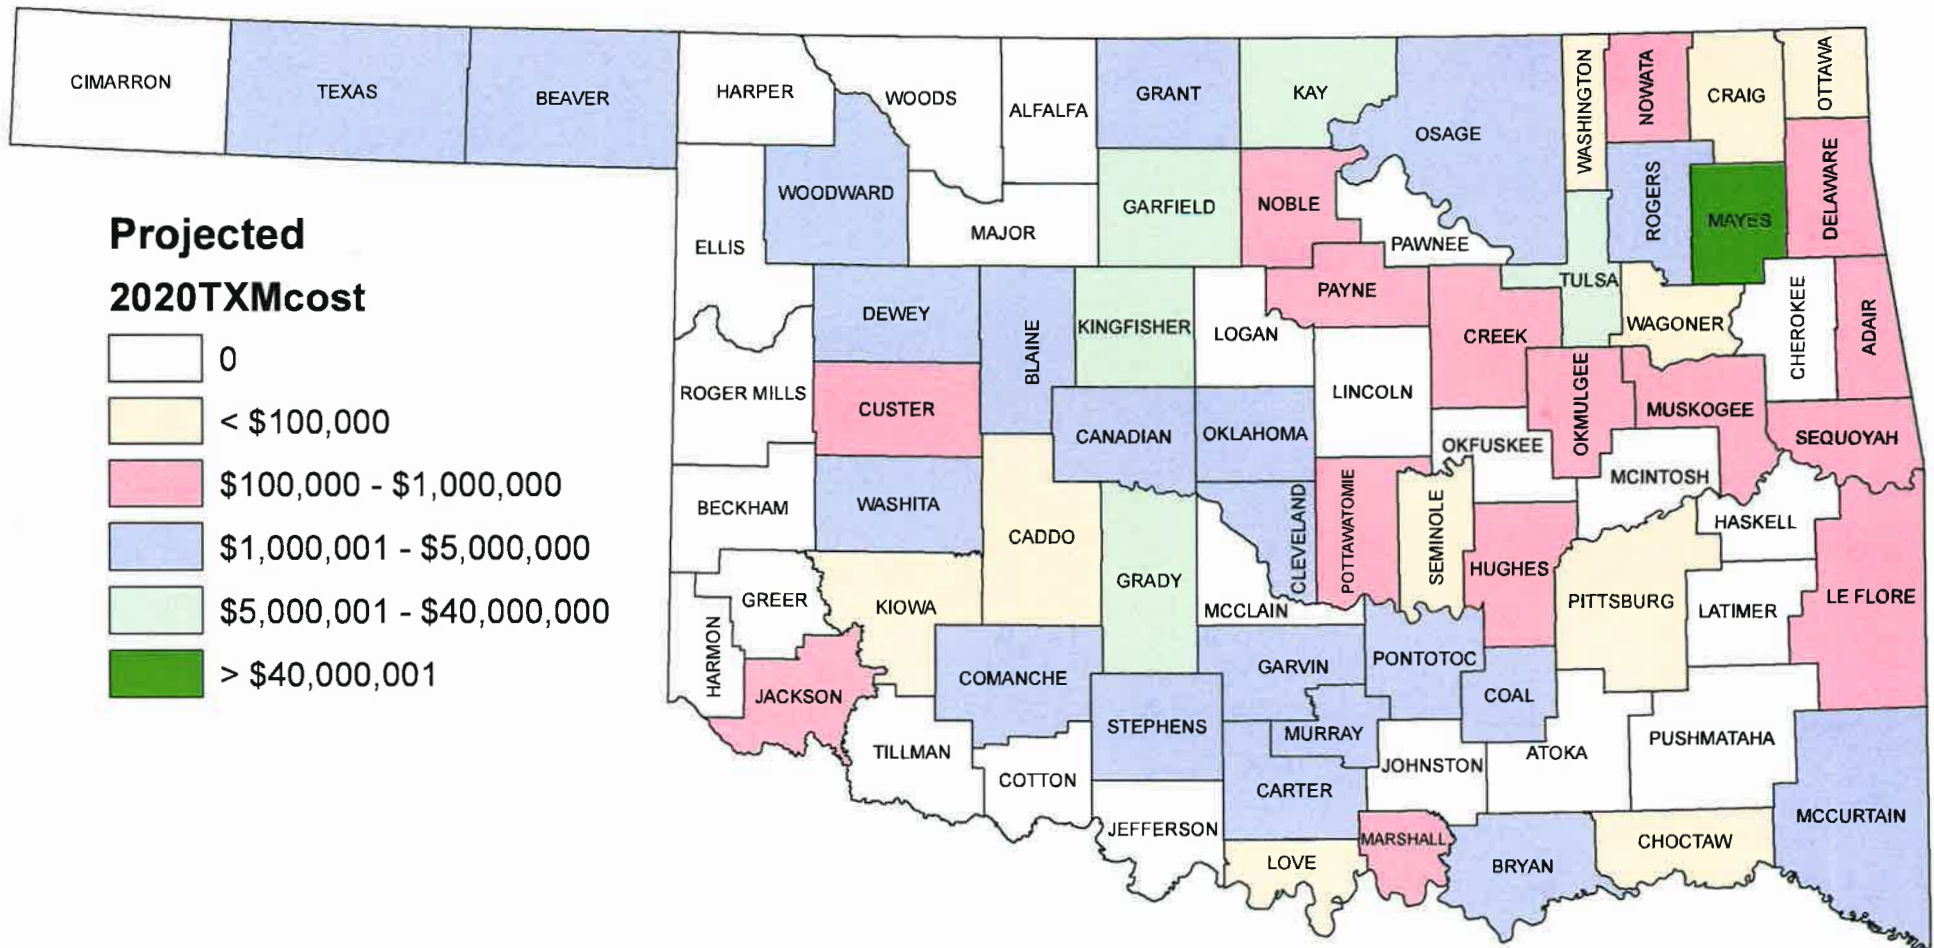 CIMARRON
TEXAS
BEAVER
HARPER
WOODS
ALFALFA
GRANT
KAY
OSAGE
WASHINGTON
NOWATA
CRAIG
OTTAWA
WOODWARD
ELLIS
MAJOR
GARFIELD
NOBLE
PAWNEE
ROGERS
MAYES
DELAWARE
Projected
2020TXMcost
0
< $100,000
$100,000 - $1,000,000
$1,000,001 - $5,000,000
$5,000,001 - $40,000,000
> $40,000,001
DEWEY
BLAINE
KINGFISHER
LOGAN
PAYNE
CREEK
TULSA
WAGONER
CHEROKEE
ADAIR
ROGER MILLS
CUSTER
CANADIAN
OKLAHOMA
LINCOLN
OKFUSKEE
OKMULGEE
MUSKOGEE
SEQUOYAH
BECKHAM
WASHITA
CADDO
GRADY
CLEVELAND
POTTAWATOMIE
SEMINOLE
HUGHES
MCINTOSH
HASKELL
GREER
KIOWA
MCCLAIN
PITTSBURG
LATIMER
LE FLORE
HARMON
JACKSON
COMANCHE
GARVIN
PONTOTOC
COAL
STEPHENS
MURRAY
TILLMAN
COTTON
JOHNSTON
ATOKA
PUSHMATAHA
CARTER
JEFFERSON
LOVE
MARSHALL
BRYAN
CHOCTAW
MCCURTAIN